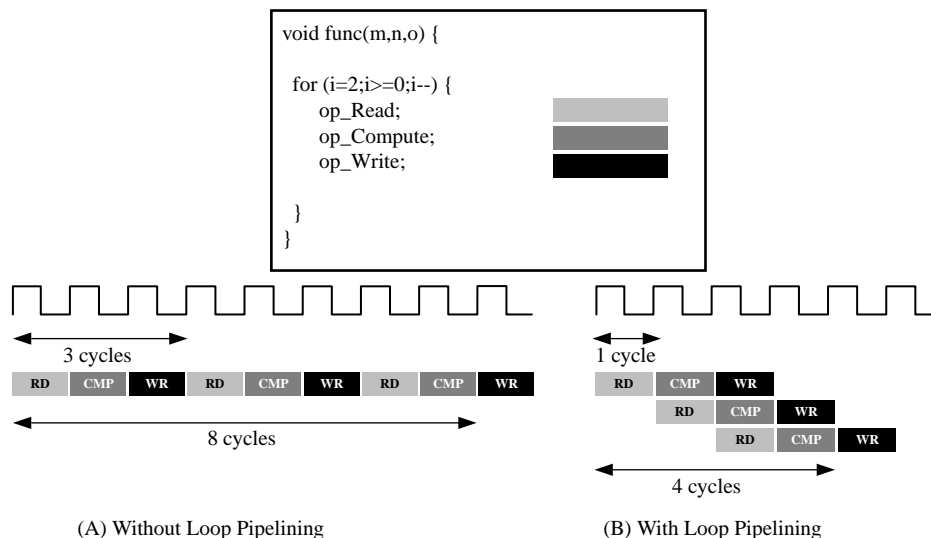 void func(m,n,o) {
for (i=2;i>=0;i--) {
op_Read;
op_Compute;
op_Write;
}
}
3 cycles
RD CMP WR RD CMP WR RD CMP WR
8 cycles
(A) Without Loop Pipelining
1 cycle
RD CMP WR
RD CMP WR
RD CMP WR
4 cycles
(B) With Loop Pipelining